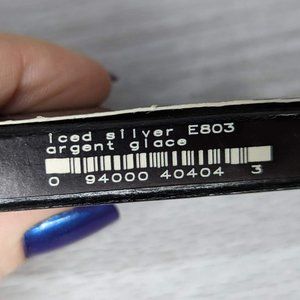 iced silver E803
argent glace
0 94000 40404 3